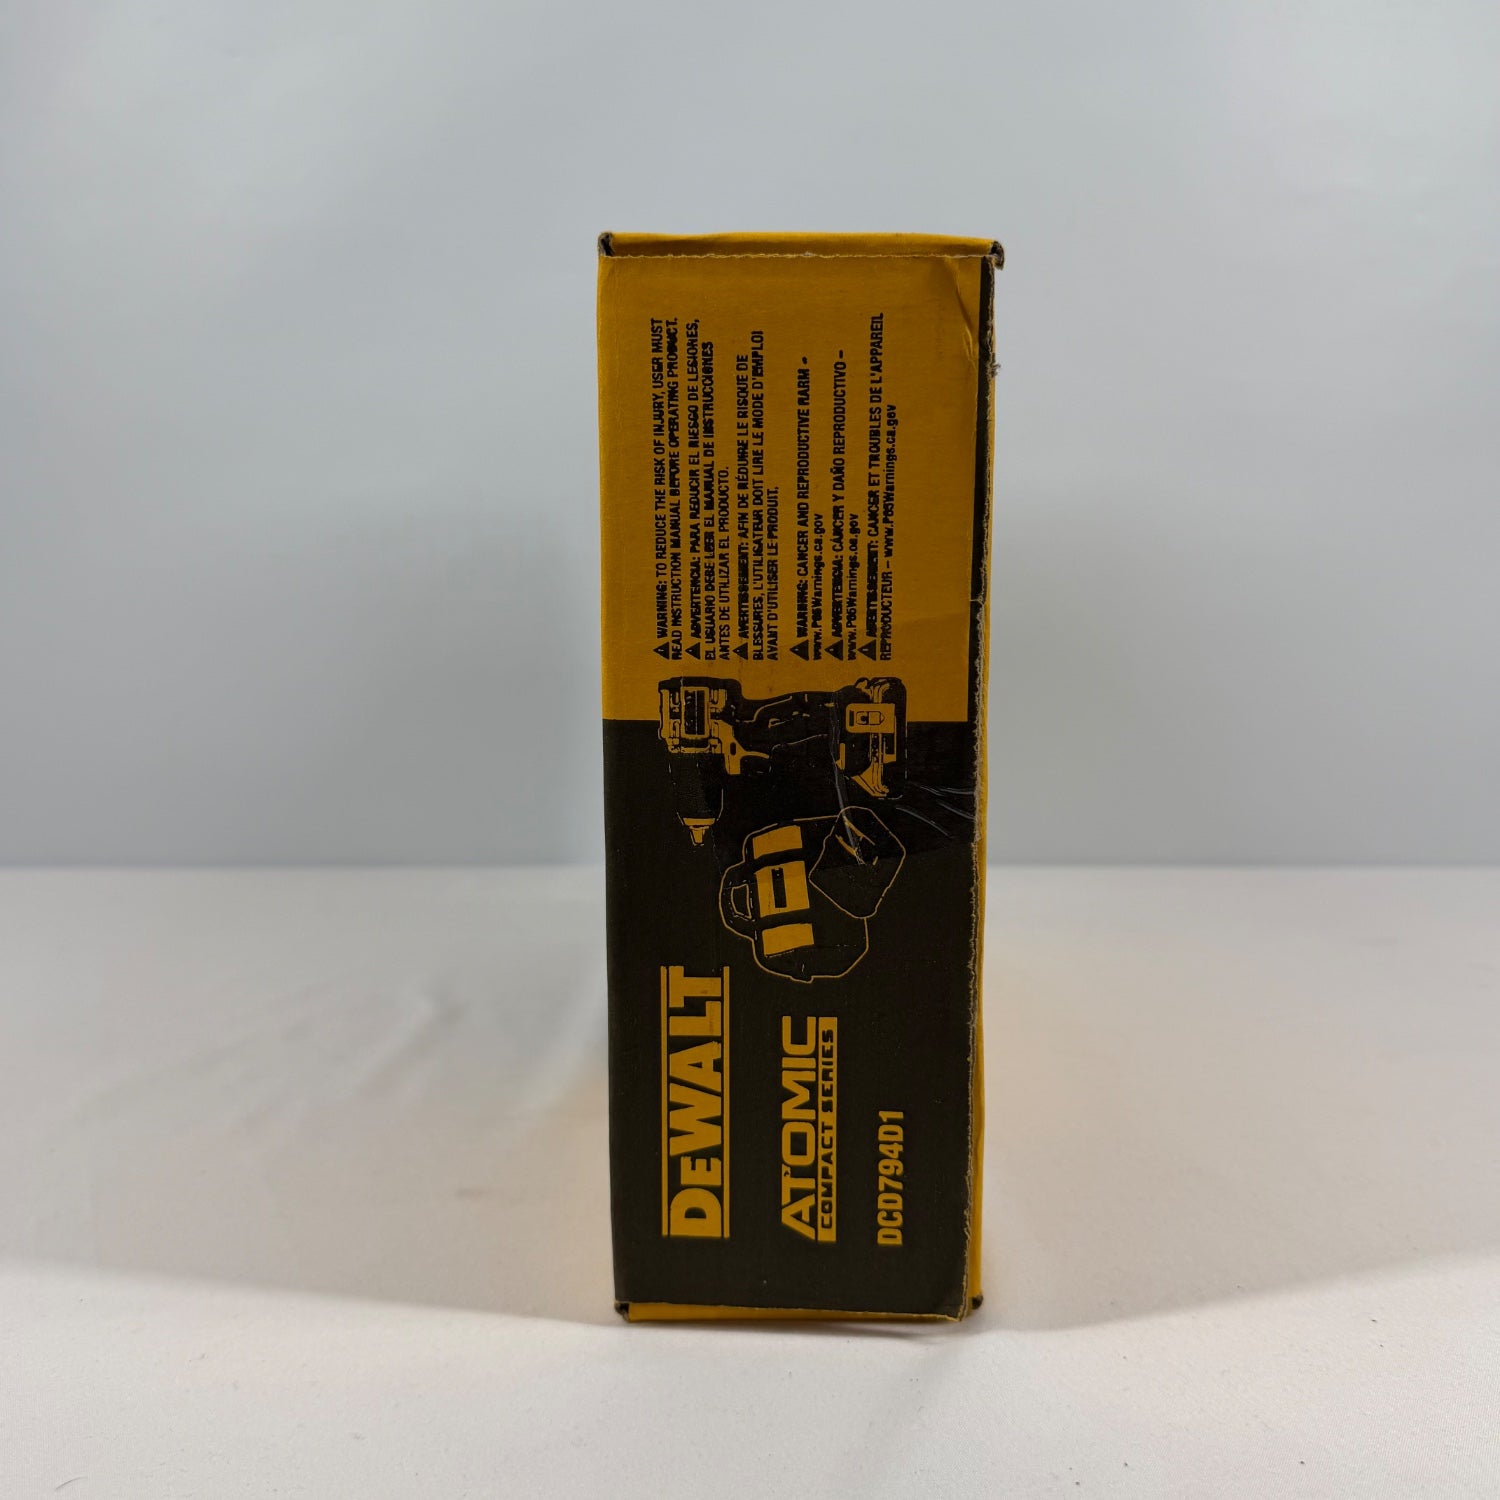 ⚠ WARNING: TO REDUCE THE RISK OF INJURY, USER MUST
READ INSTRUCTION MANUAL BEFORE OPERATING PRODUCT.
⚠ ADVERTENCIA: PARA REDUCIR EL RIESGO DE LESIONES,
EL USUARIO DEBE LEER EL MANUAL DE INSTRUCCIONES
ANTES DE UTILIZAR EL PRODUCTO.
⚠ AVERTISSEMENT: AFIN DE RÉDUIRE LE RISQUE DE
BLESSURES, L'UTILISATEUR DOIT LIRE LE MODE D'EMPLOI
AVANT D'UTILISER LE PRODUIT.
⚠ WARNING: CANCER AND REPRODUCTIVE HARM -
www.P65Warnings.ca.gov
⚠ ADVERTENCIA: CÁNCER Y DAÑO REPRODUCTIVO -
www.P65Warnings.ca.gov
⚠ AVERTISSEMENT: CANCER ET TROUBLES DE L'APPAREIL
REPRODUCTEUR - www.P65Warnings.ca.gov
DEWALT
ATOMIC
COMPACT SERIES
DCD794D1